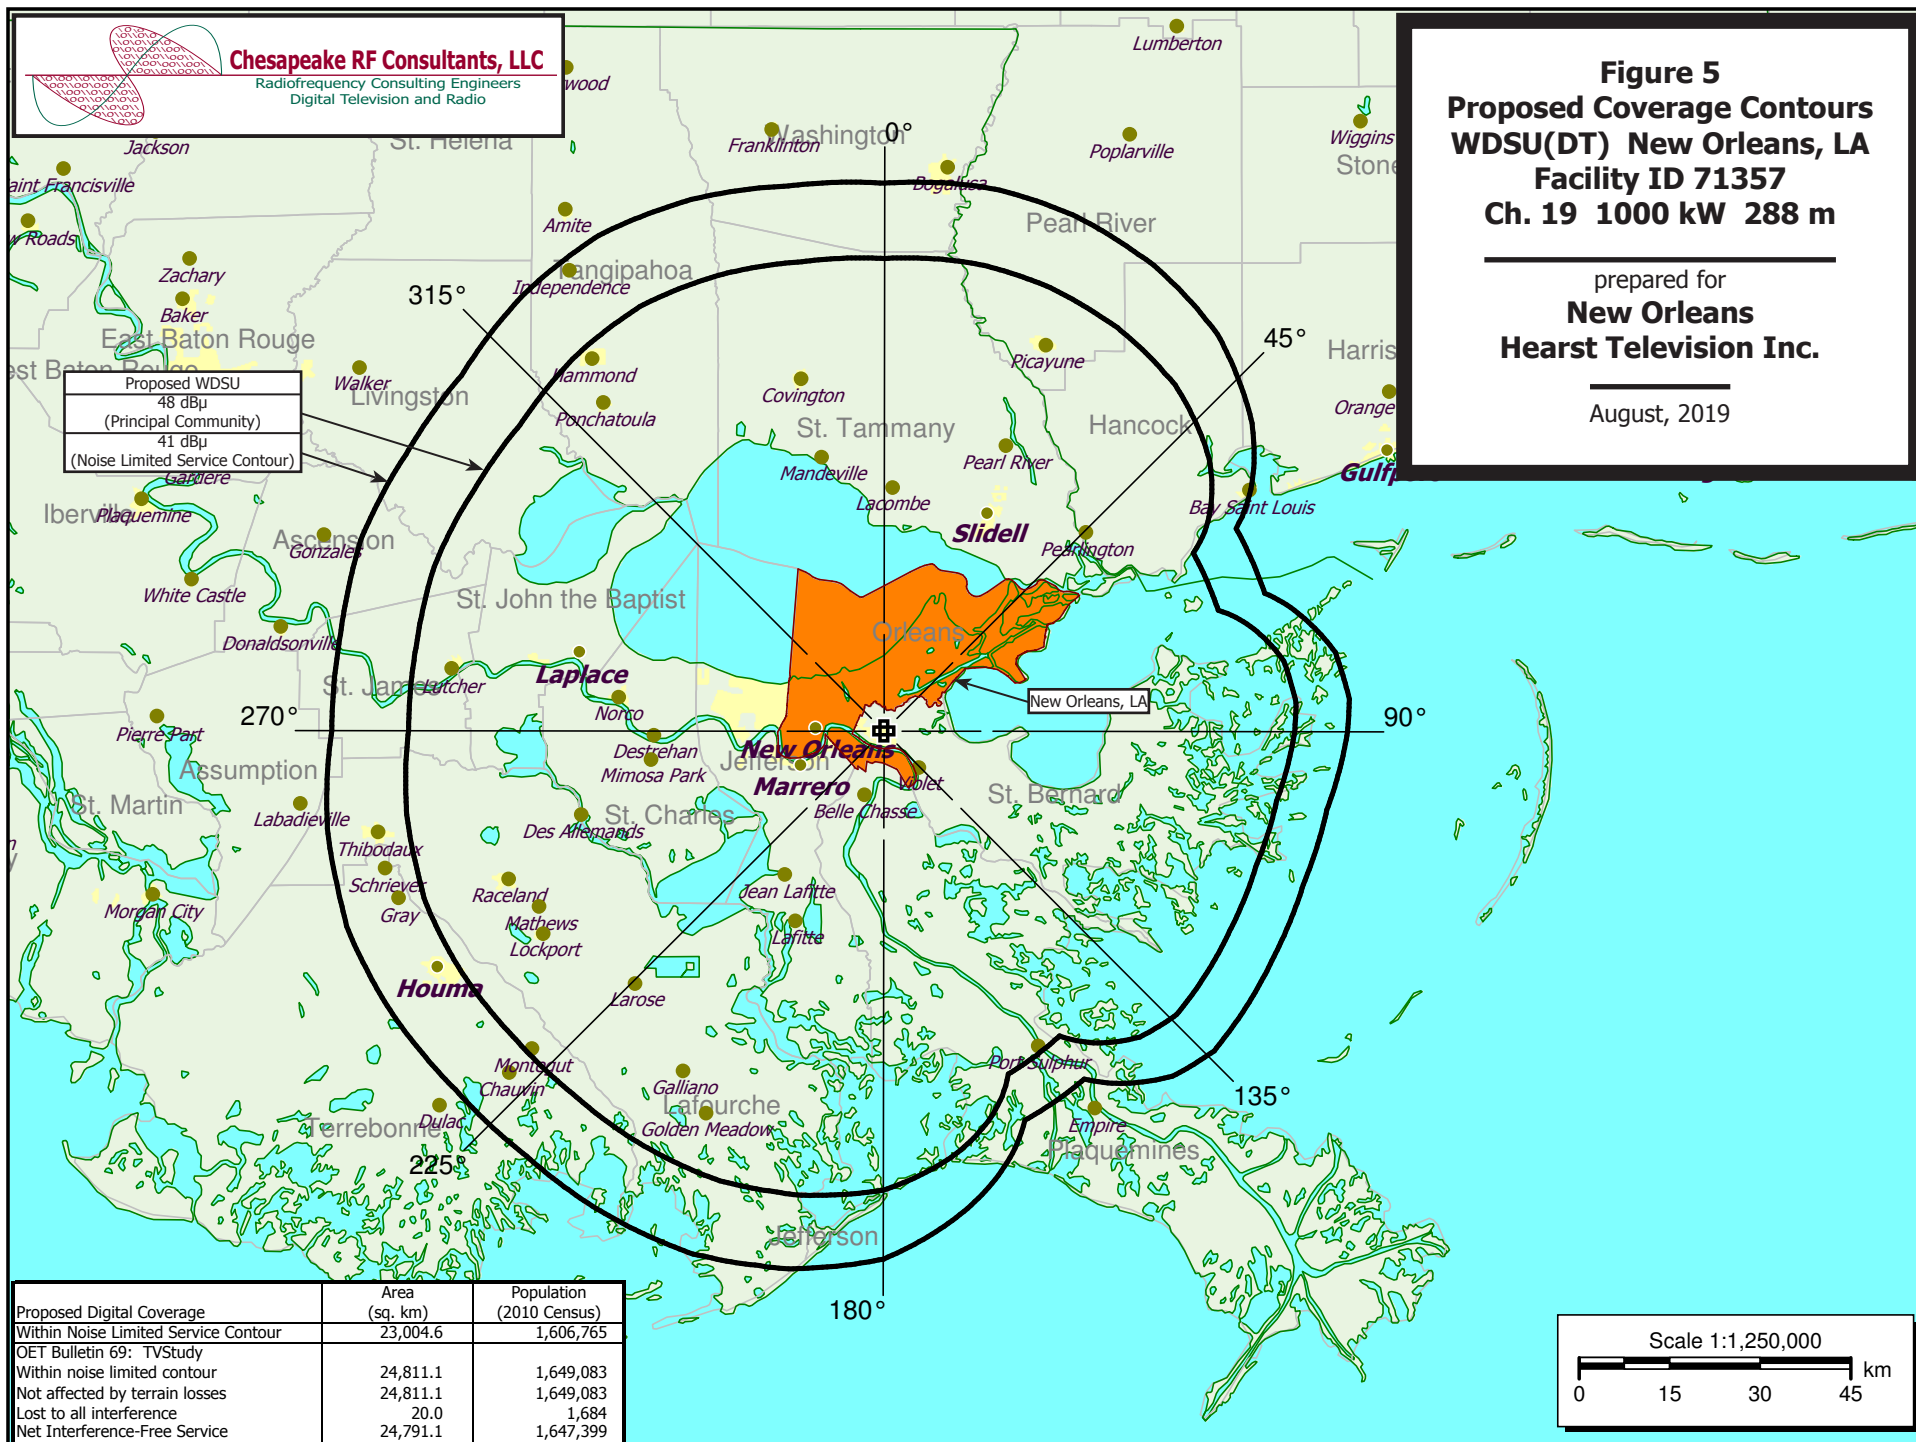 Chesapeake RF Consultants, LLC
Radiofrequency Consulting Engineers
Digital Television and Radio
Figure 5
Proposed Coverage Contours
WDSU(DT) New Orleans, LA
Facility ID 71357
Ch. 19 1000 kW 288 m
prepared for
New Orleans
Hearst Television Inc.
August, 2019
Lumberton
wood
Jackson
St. Helena
Franklinton
Washington
0°
Poplarville
Wiggins
Stone
aint Francisville
Bogalusa
w Roads
Amite
Pearl River
Zachary
Tangipahoa
Independence
315°
Baker
East Baton Rouge
45°
Harris
est Baton Rouge
Walker
Livingston
Hammond
Picayune
Covington
Ponchatoula
Orange
Hancock
St. Tammany
Proposed WDSU
48 dBµ
(Principal Community)
41 dBµ
(Noise Limited Service Contour)
Gardere
Mandeville
Pearl River
Gulfp
Lacombe
Bay Saint Louis
Iberville
Plaquemine
Ascension
Gonzales
Slidell
Pearlington
White Castle
St. John the Baptist
Donaldsonville
Orleans
St. James
Lutcher
Laplace
Norco
New Orleans, LA
270°
90°
Pierre Part
Destrehan
New Orleans
Jefferson
Mimosa Park
Assumption
Marrero
Violet
St. Bernard
St. Martin
Labadieville
Belle Chasse
St. Charles
Des Allemands
Thibodaux
Schriever
Gray
Raceland
Jean Lafitte
Morgan City
Mathews
Lockport
Lafitte
Houma
Larose
Montegut
Chauvin
Port Sulphur
Galliano
135°
Lafourche
Dulac
Golden Meadow
Empire
Terrebonne
Plaquemines
225°
Jefferson
180°
Proposed Digital Coverage Area (sq. km) Population (2010 Census)
Within Noise Limited Service Contour 23,004.6 1,606,765
OET Bulletin 69: TVStudy
Within noise limited contour 24,811.1 1,649,083
Not affected by terrain losses 24,811.1 1,649,083
Lost to all interference 20.0 1,684
Net Interference-Free Service 24,791.1 1,647,399
Scale 1:1,250,000
km
0 15 30 45